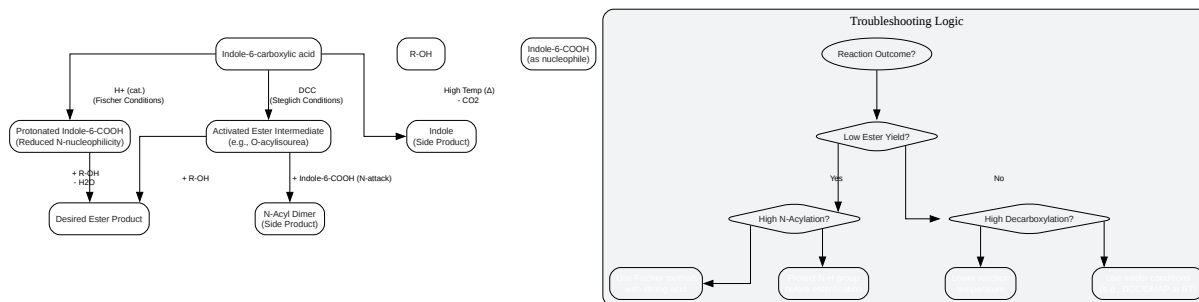 Indole-6-carboxylic acid
R-OH
Indole-6-COOH
(as nucleophile)
H+ (cat.)
(Fischer Conditions)
DCC
(Steglich Conditions)
High Temp (Δ)
- CO2
Protonated Indole-6-COOH
(Reduced N-nucleophilicity)
Activated Ester Intermediate
(e.g., O-acylisourea)
Indole
(Side Product)
+ R-OH
- H2O
+ R-OH
+ Indole-6-COOH (N-attack)
Desired Ester Product
N-Acyl Dimer
(Side Product)
Troubleshooting Logic
Reaction Outcome?
Low Ester Yield?
Yes
No
High N-Acylation?
High Decarboxylation?